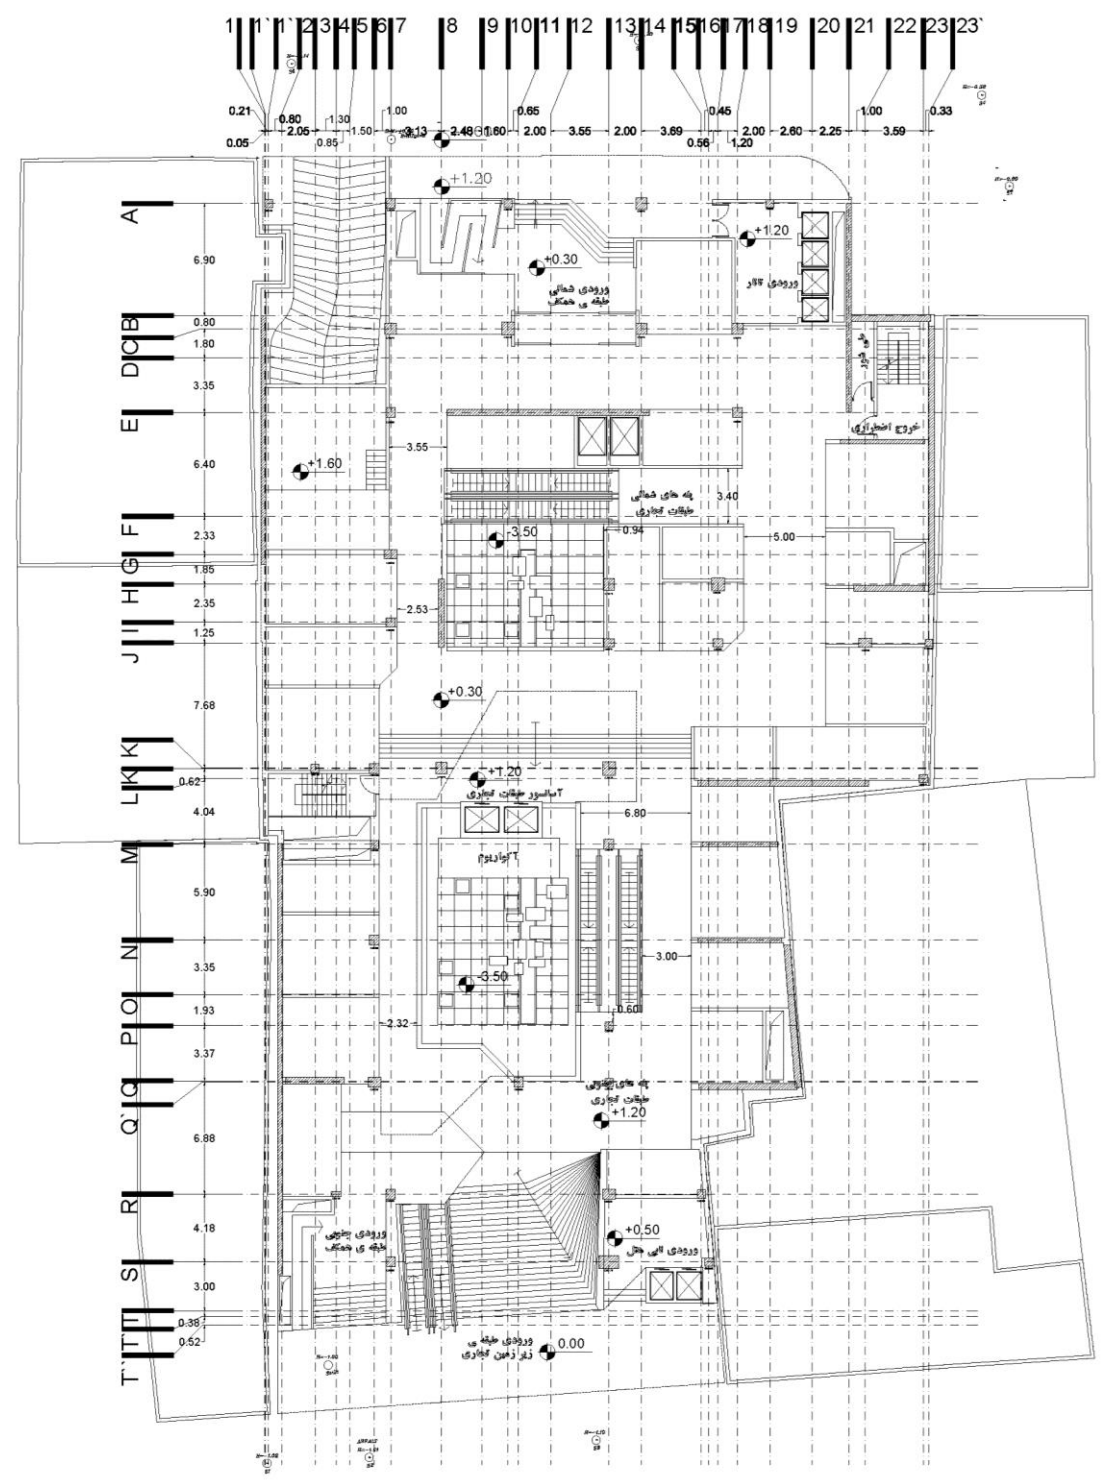 1 1` 1`` 2 3 4 5 6 7 8 9 10 11 12 13 14 15 16 17 18 19 20 21 22 23 23`
0.21 1.30 1.00 0.65 0.45 1.00 0.33
0.80
0.05 2.05 0.85 1.50 3.13 2.48 1.60 2.00 3.55 2.00 3.69 0.56 1.20 2.00 2.60 2.25 3.59
+1.20
A
+1.20
6.90
+0.30
ورودی شمالی
طبقه ی همکف
ورودی تالار
B
0.80
C
1.80
D
3.35
E
خروج اضطراری
3.55
6.40
+1.60
پله های شمالی
طبقات تجاری
3.40
F
-3.50
0.94
5.00
2.33
G
1.85
H
2.35
2.53
I
1.25
J
+0.30
7.68
K`
K
+1.20
0.62
L
آسانسور طبقات تجاری
4.04
6.80
M
آکواریوم
5.90
N
3.35
3.00
-3.50
O
1.93
2.32
0.60
P
3.37
Q
پله های جنوبی
طبقات تجاری
Q`
+1.20
6.88
R
4.18
ورودی جنوبی
طبقه ی همکف
+0.50
ورودی لابی هتل
S
3.00
T
0.38
T`
0.52
ورودی طبقه ی
زیر زمین تجاری
0.00
T``